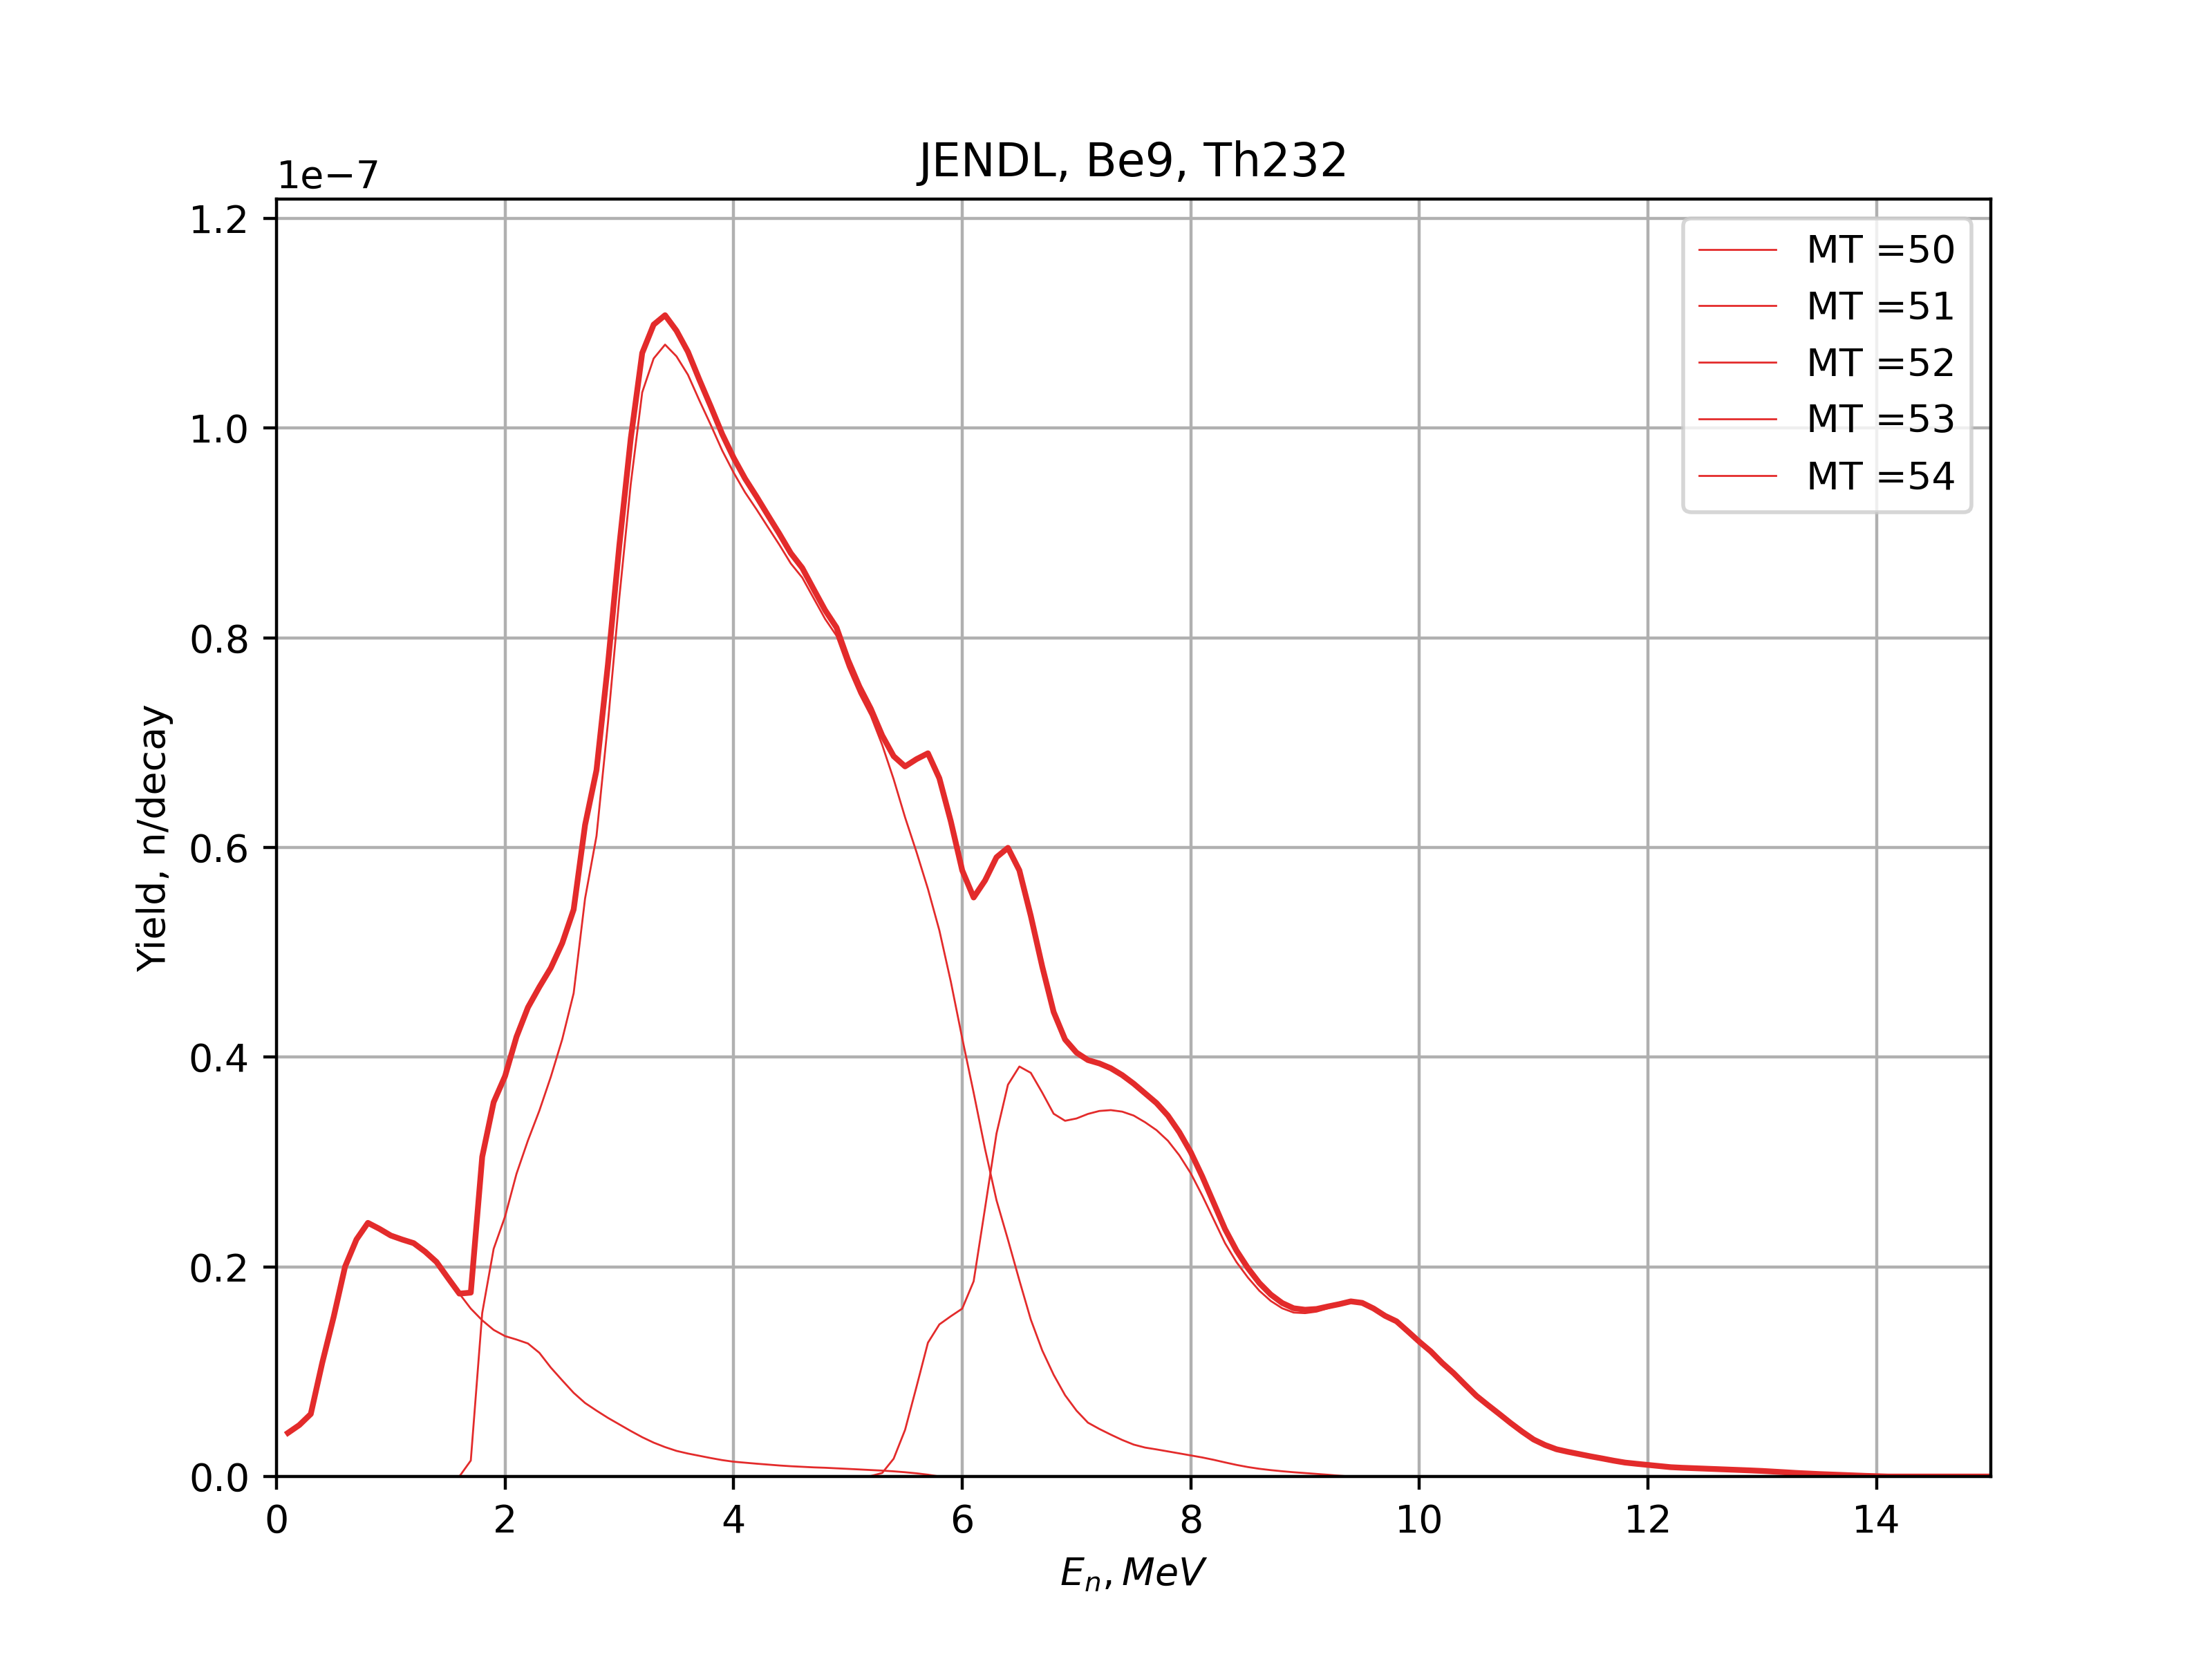 JENDL, Be9, Th232
1e−7
1.2
1.0
0.8
0.6
0.4
0.2
0.0
Yield, n/decay
MT =50
MT =51
MT =52
MT =53
MT =54
0 2 4 6 8 10 12 14
E_n, MeV